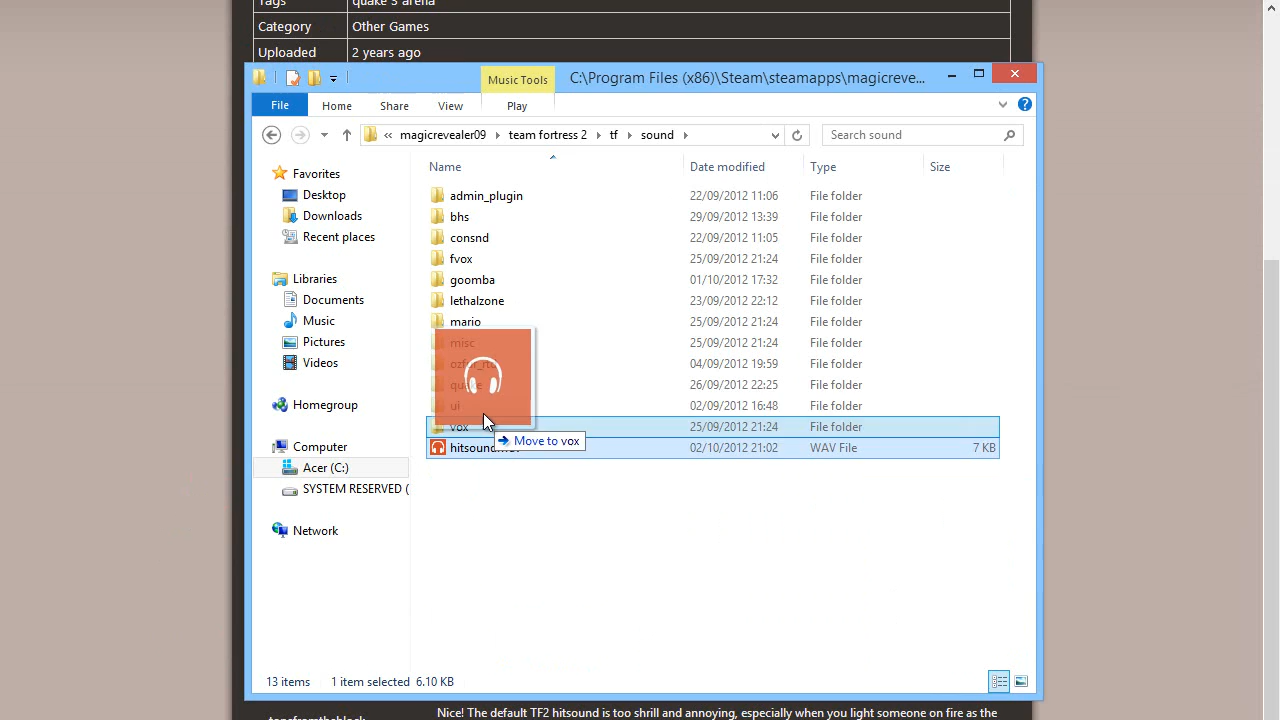 Tags quake 3 arena
Category Other Games
Uploaded 2 years ago
Music Tools C:\Program Files (x86)\Steam\steamapps\magicreve...
File Home Share View Play
« magicrevealer09 team fortress 2 tf sound Search sound
Name Date modified Type Size
Favorites
Desktop
Downloads
Recent places
Libraries
Documents
Music
Pictures
Videos
Homegroup
Computer
Acer (C:)
SYSTEM RESERVED (
Network
admin_plugin 22/09/2012 11:06 File folder
bhs 29/09/2012 13:39 File folder
consnd 22/09/2012 11:05 File folder
fvox 25/09/2012 21:24 File folder
goomba 01/10/2012 17:32 File folder
lethalzone 23/09/2012 22:12 File folder
mario 25/09/2012 21:24 File folder
misc 25/09/2012 21:24 File folder
04/09/2012 19:59 File folder
quake 26/09/2012 22:25 File folder
ui 02/09/2012 16:48 File folder
vox 25/09/2012 21:24 File folder
Move to vox
02/10/2012 21:02 WAV File 7 KB
13 items 1 item selected 6.10 KB
Nice! The default TF2 hitsound is too shrill and annoying, especially when you light someone on fire as the